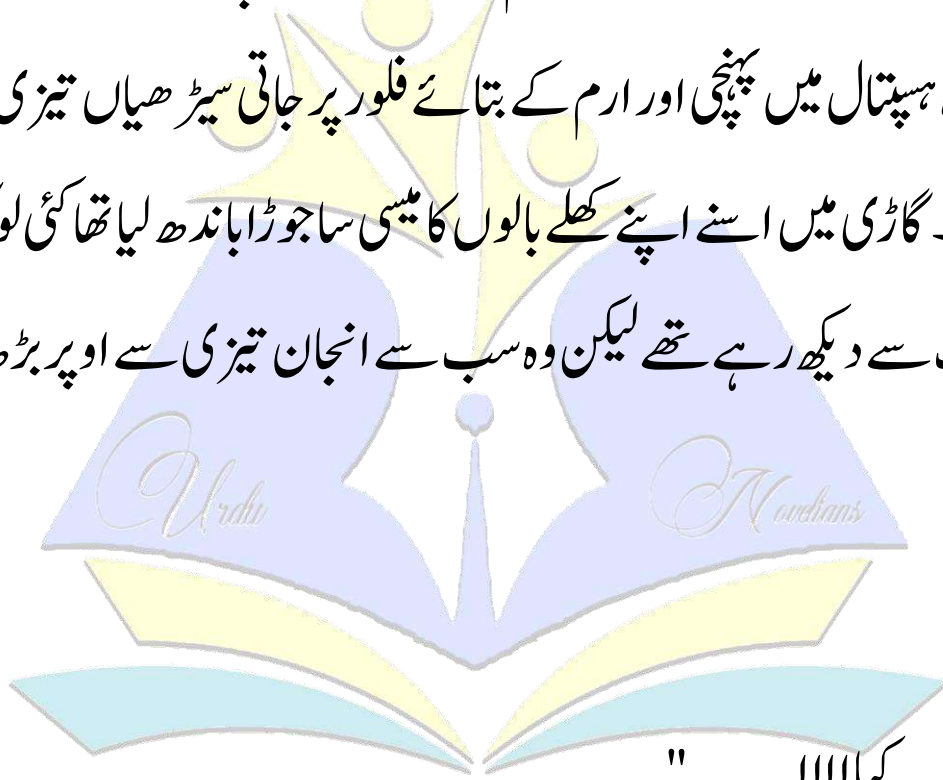 ہسپتال میں پہنچی اور ارم کے بتائے فلور پر جاتی سیڑھیاں تیزی
گاڑی میں اسنے اپنے کھلے بالوں کا میسی سا جوڑا باندھ لیا تھا کئی
سے دیکھ رہے تھے لیکن وہ سب سے انجان تیزی سے اوپر
Urdu Novelians
"